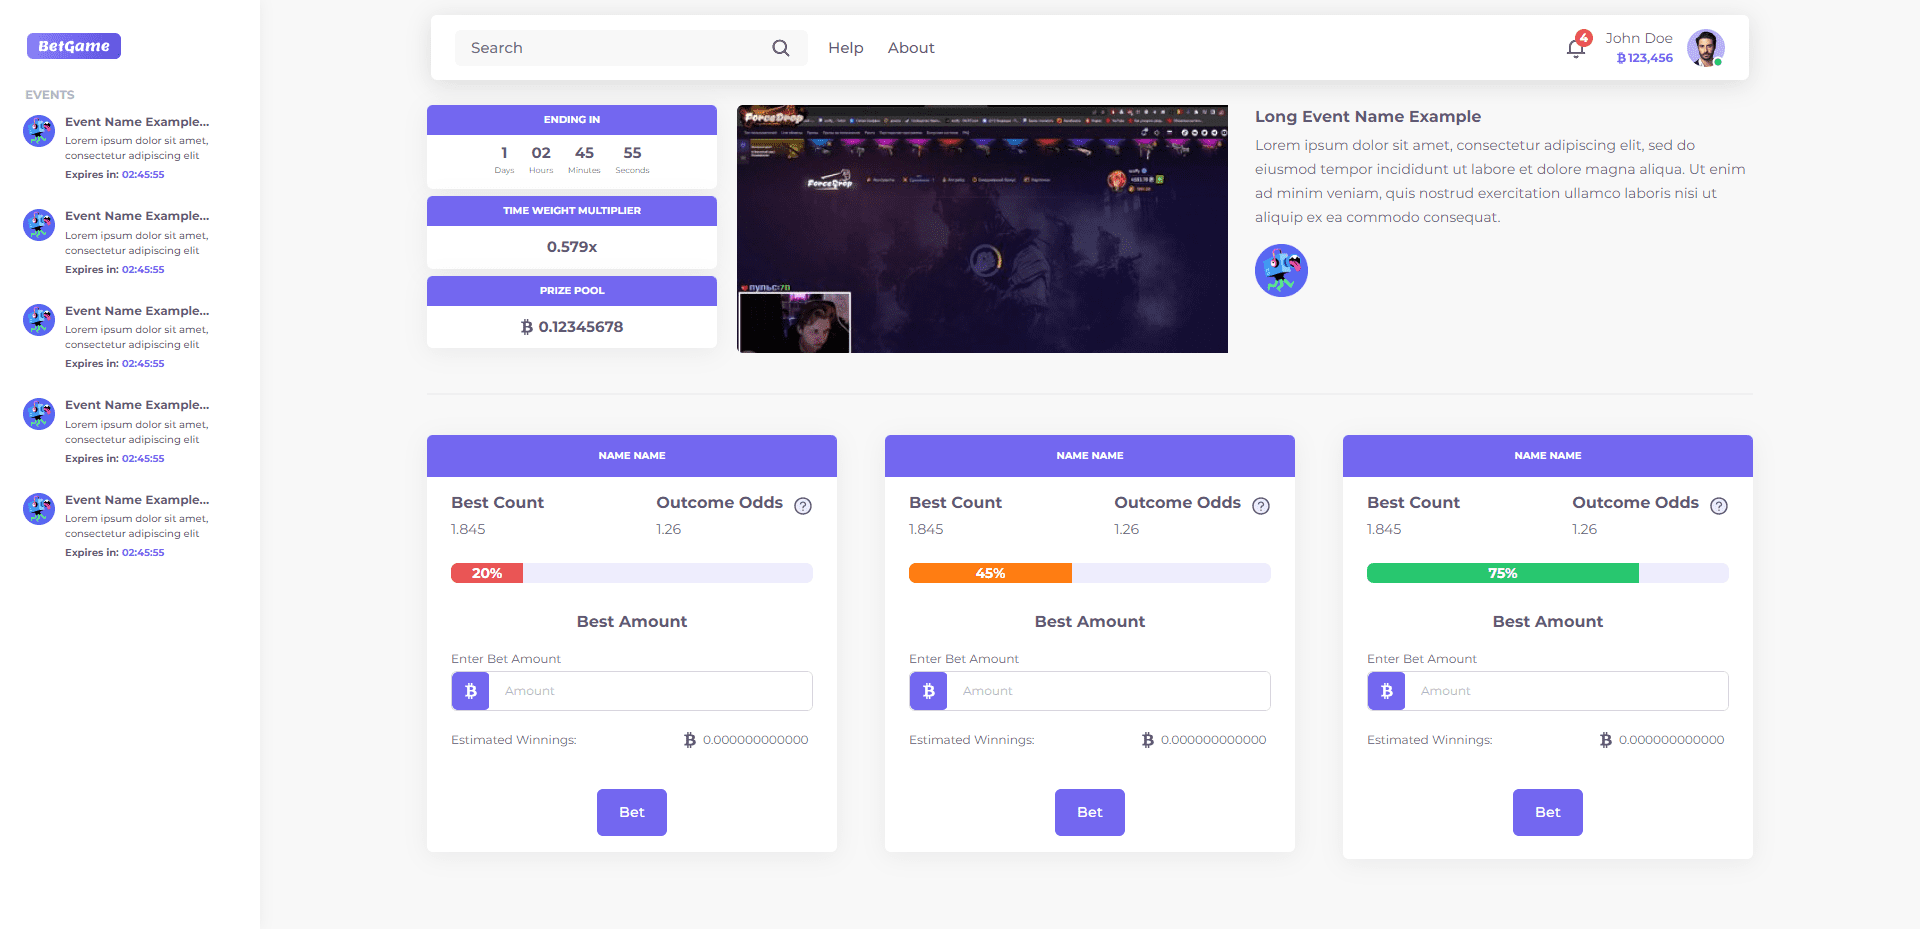 BetGame
Search
Help
About
4
John Doe
₿ 123,456
EVENTS
Event Name Example...
Lorem ipsum dolor sit amet,
consectetur adipiscing elit
Expires in: 02:45:55
Event Name Example...
Lorem ipsum dolor sit amet,
consectetur adipiscing elit
Expires in: 02:45:55
Event Name Example...
Lorem ipsum dolor sit amet,
consectetur adipiscing elit
Expires in: 02:45:55
Event Name Example...
Lorem ipsum dolor sit amet,
consectetur adipiscing elit
Expires in: 02:45:55
Event Name Example...
Lorem ipsum dolor sit amet,
consectetur adipiscing elit
Expires in: 02:45:55
ENDING IN
1 02 45 55
Days Hours Minutes Seconds
TIME WEIGHT MULTIPLIER
0.579x
PRIZE POOL
₿ 0.12345678
ForceDrop
ForceDrop
Long Event Name Example
Lorem ipsum dolor sit amet, consectetur adipiscing elit, sed do
eiusmod tempor incididunt ut labore et dolore magna aliqua. Ut enim
ad minim veniam, quis nostrud exercitation ullamco laboris nisi ut
aliquip ex ea commodo consequat.
NAME NAME
Best Count Outcome Odds ?
1.845 1.26
20%
Best Amount
Enter Bet Amount
₿ Amount
Estimated Winnings: ₿ 0.000000000000
Bet
NAME NAME
Best Count Outcome Odds ?
1.845 1.26
45%
Best Amount
Enter Bet Amount
₿ Amount
Estimated Winnings: ₿ 0.000000000000
Bet
NAME NAME
Best Count Outcome Odds ?
1.845 1.26
75%
Best Amount
Enter Bet Amount
₿ Amount
Estimated Winnings: ₿ 0.000000000000
Bet